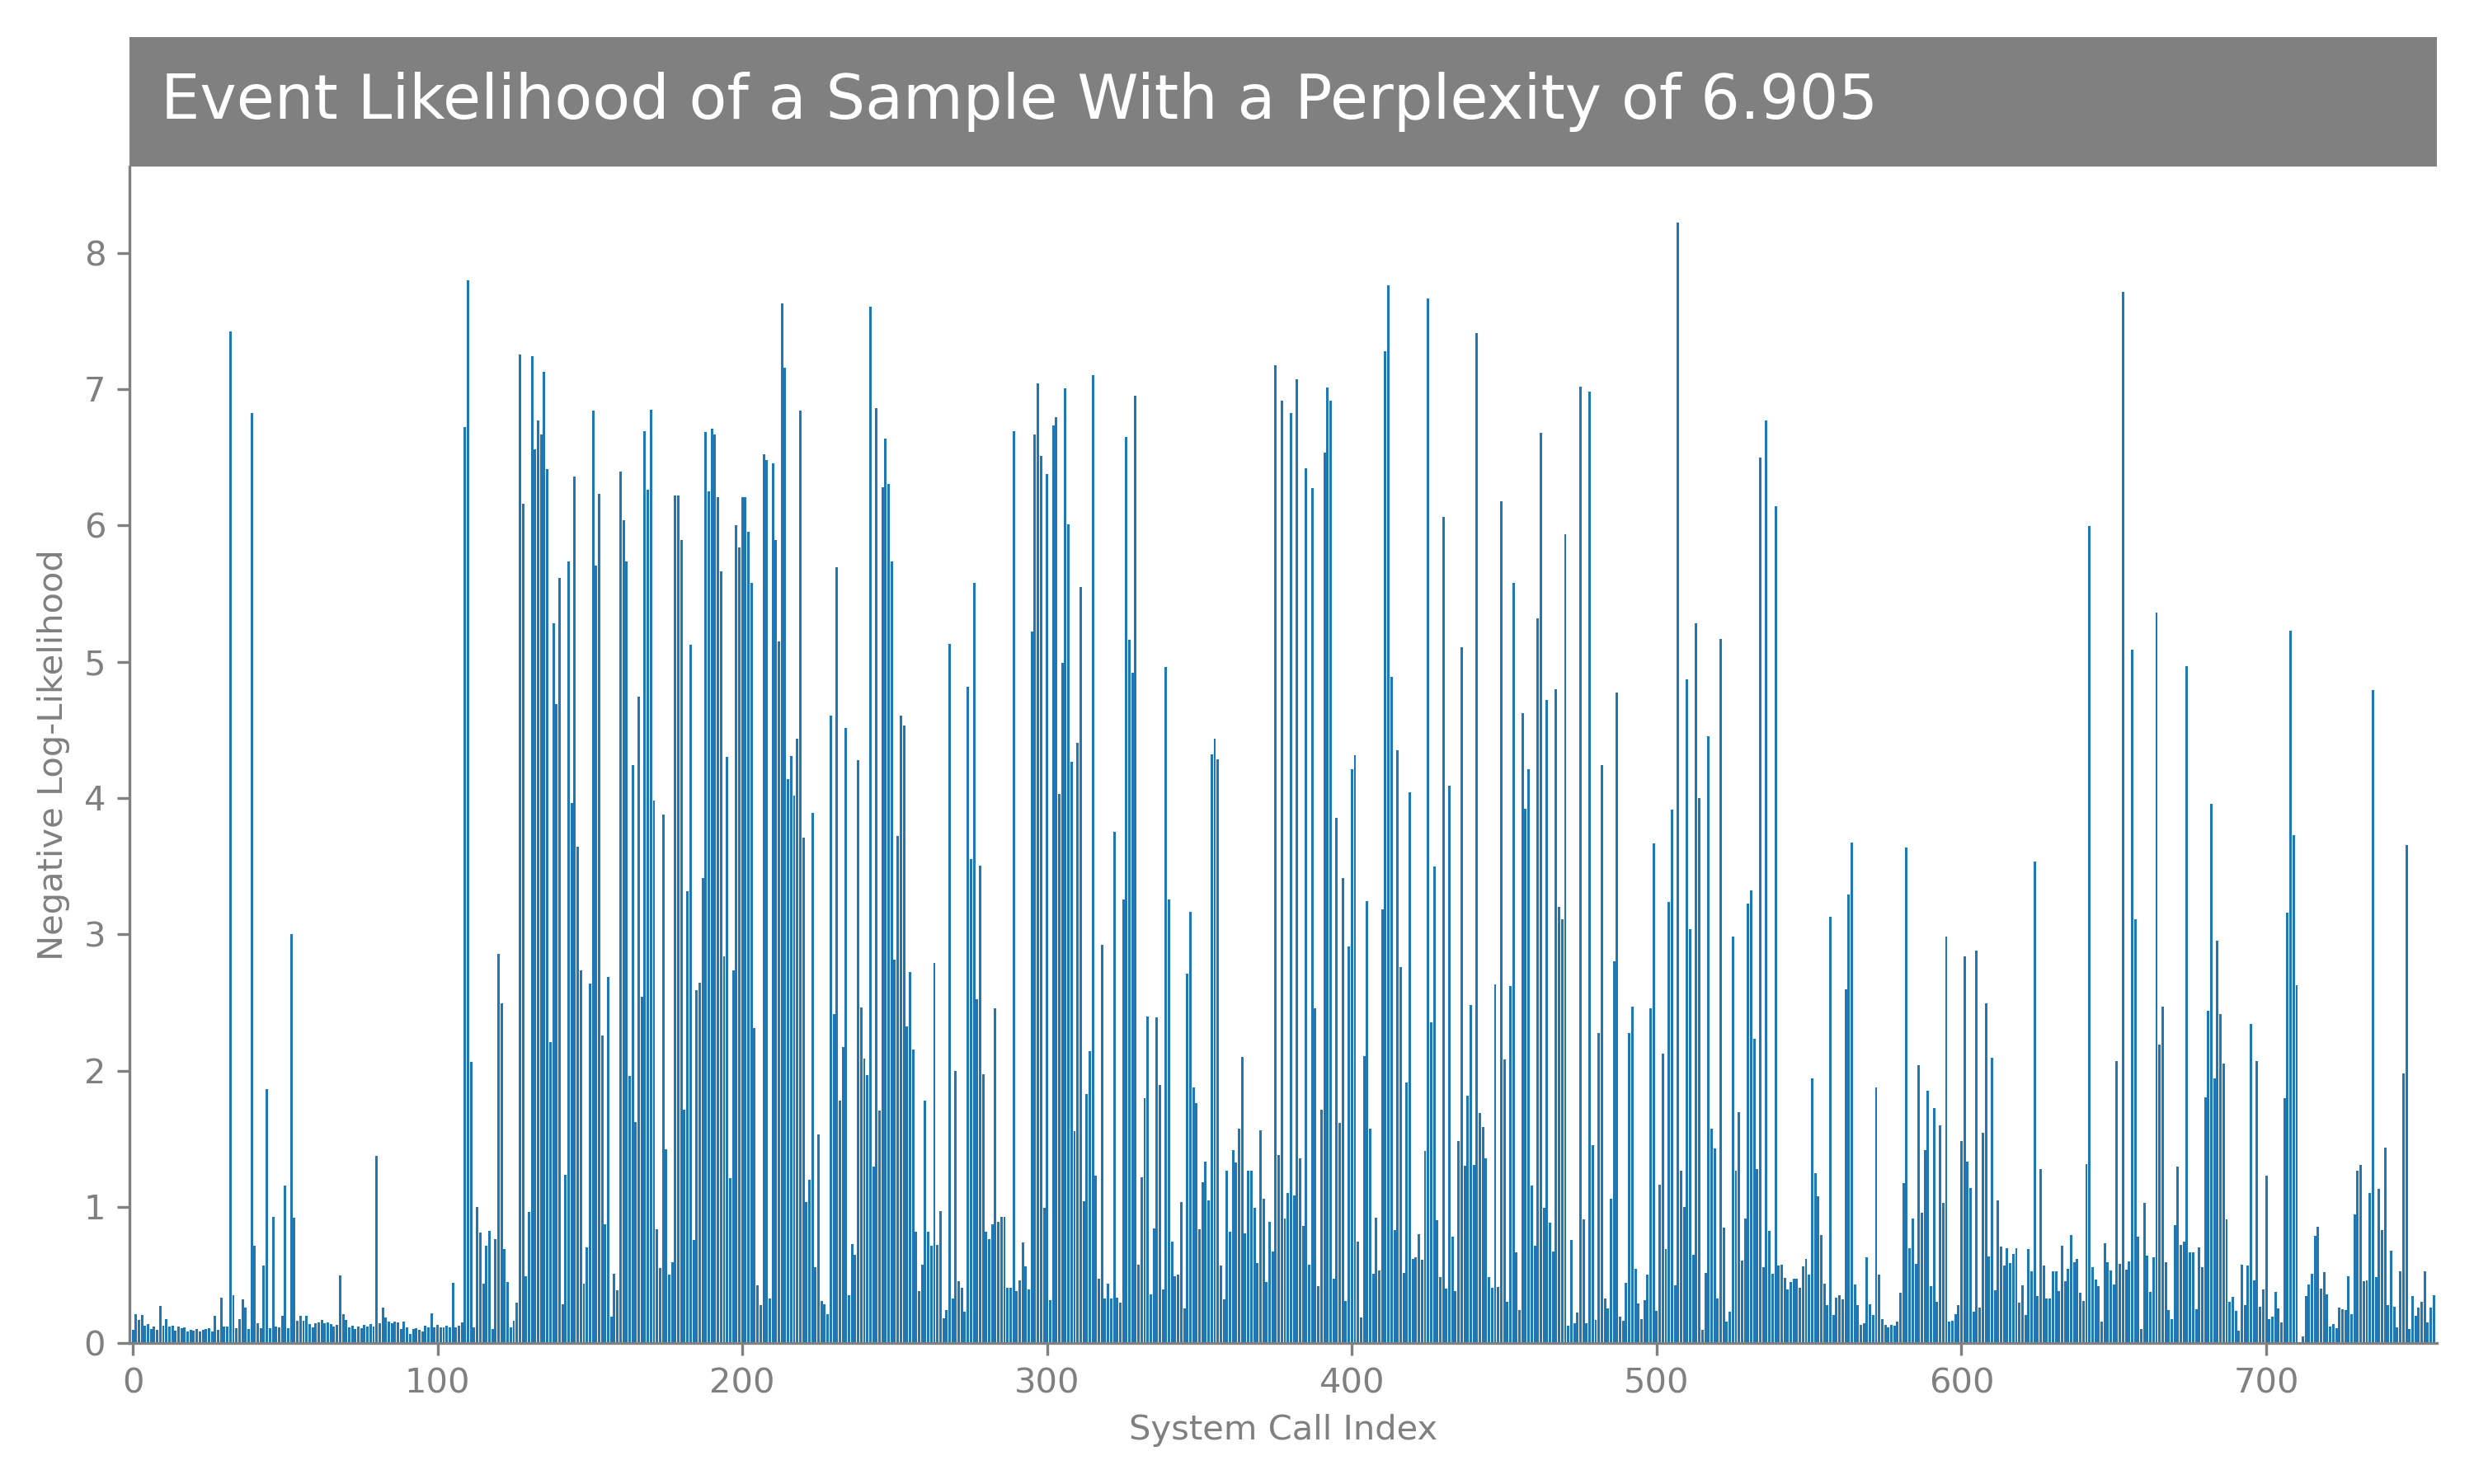 Event Likelihood of a Sample With a Perplexity of 6.905
Negative Log-Likelihood
8
7
6
5
4
3
2
1
0
0 100 200 300 400 500 600 700
System Call Index